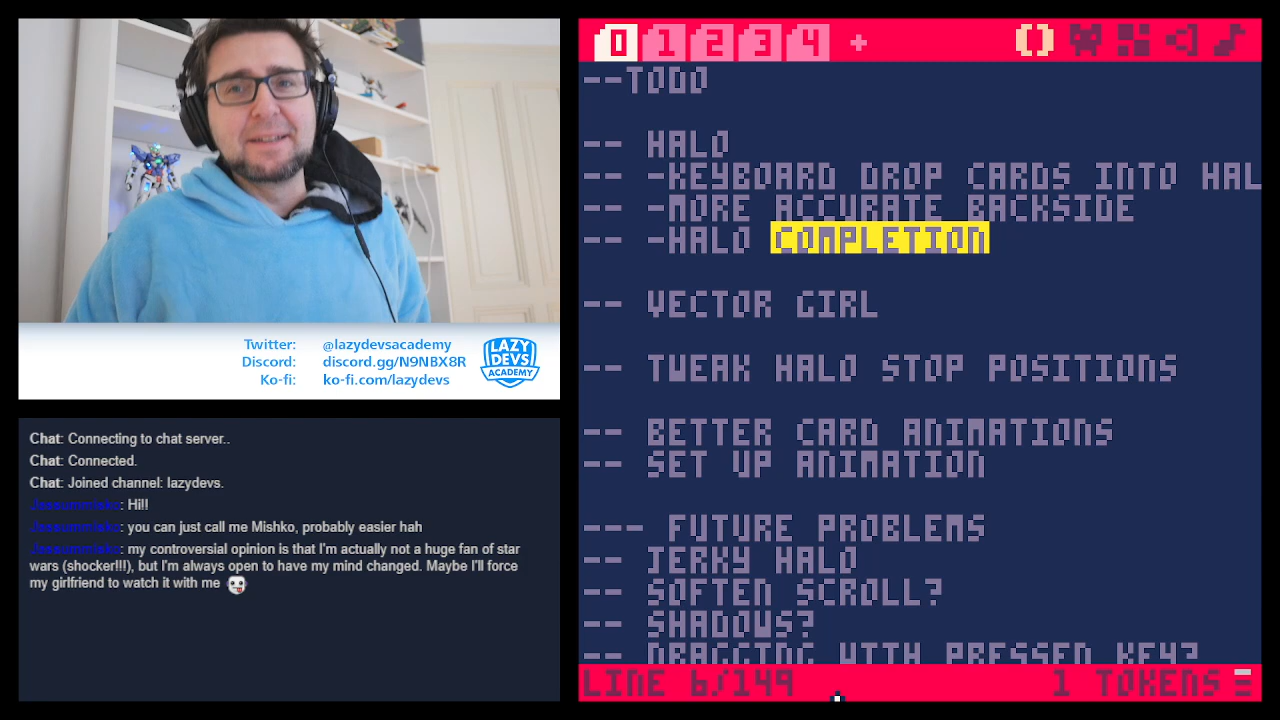 Twitter: @lazydevsacademy
Discord: discord.gg/N9NBX8R
Ko-fi: ko-fi.com/lazydevs
LAZY
DEVS
ACADEMY
Chat: Connecting to chat server..
Chat: Connected.
Chat: Joined channel: lazydevs.
: Hi!!
: you can just call me Mishko, probably easier hah
: my controversial opinion is that I'm actually not a huge fan of star
wars (shocker!!!), but I'm always open to have my mind changed. Maybe I'll force
my girlfriend to watch it with me
0 1 2 3 4 +
--TODO
-- HALO
-- -KEYBOARD DROP CARDS INTO HAL
-- -MORE ACCURATE BACKSIDE
-- -HALO COMPLETION
-- VECTOR GIRL
-- TWEAK HALO STOP POSITIONS
-- BETTER CARD ANIMATIONS
-- SET UP ANIMATION
--- FUTURE PROBLEMS
-- JERKY HALO
-- SOFTEN SCROLL?
-- SHADOWS?
-- DRAGGING WITH PRESSED KEY?
LINE 6/149 1 TOKENS